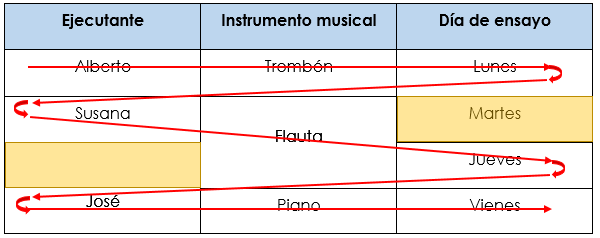 Ejecutante Instrumento musical Día de ensayo
Alberto Trombón Lunes
Susana Martes
Flauta
Jueves
José Piano Vienes